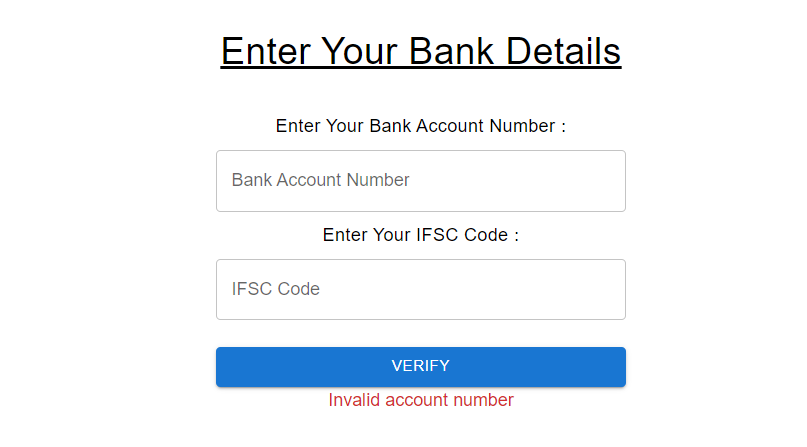 Enter Your Bank Details
Enter Your Bank Account Number :
Bank Account Number
Enter Your IFSC Code :
IFSC Code
VERIFY
Invalid account number